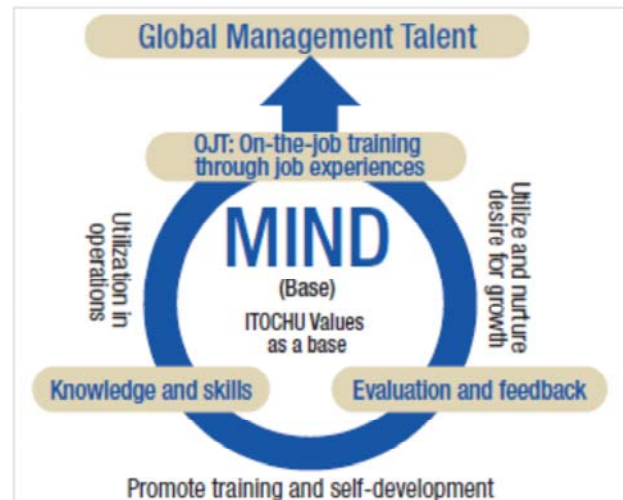 Global Management Talent
OJT: On-the-job training
through job experiences
Utilization in
operations
MIND
(Base)
ITOCHU Values
as a base
Utilize and nurture
desire for growth
Knowledge and skills
Evaluation and feedback
Promote training and self-development